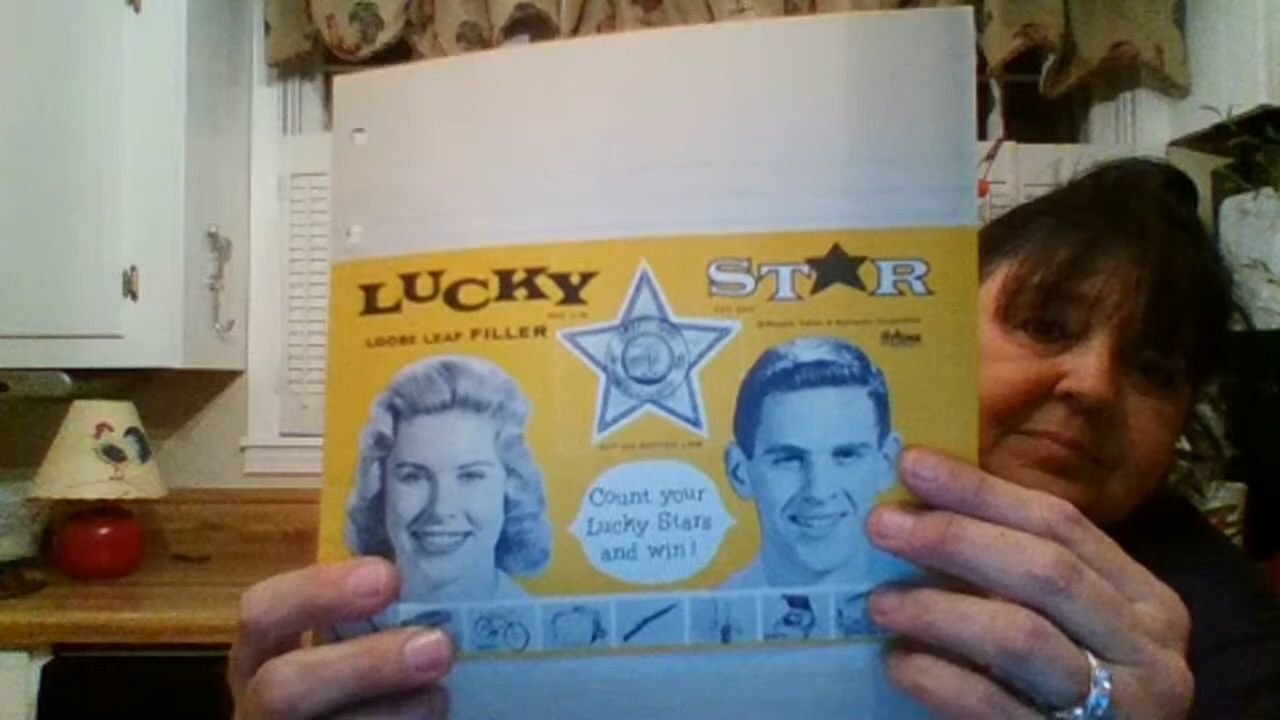 LUCKY STAR
LOOSE LEAF FILLER
Count your
Lucky Stars
and win!